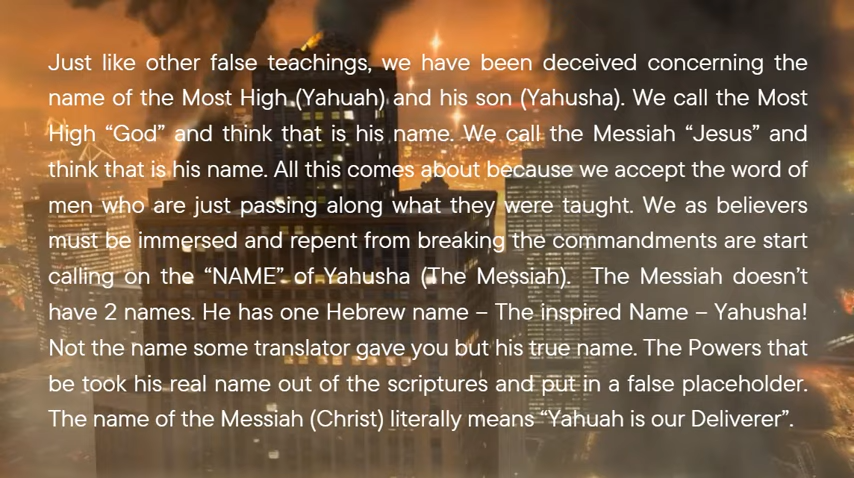 Just like other false teachings, we have been deceived concerning the
name of the Most High (Yahuah) and his son (Yahusha). We call the Most
High “God” and think that is his name. We call the Messiah “Jesus” and
think that is his name. All this comes about because we accept the word of
men who are just passing along what they were taught. We as believers
must be immersed and repent from breaking the commandments are start
calling on the “NAME” of Yahusha (The Messiah). The Messiah doesn’t
have 2 names. He has one Hebrew name – The inspired Name – Yahusha!
Not the name some translator gave you but his true name. The Powers that
be took his real name out of the scriptures and put in a false placeholder.
The name of the Messiah (Christ) literally means “Yahuah is our Deliverer”.